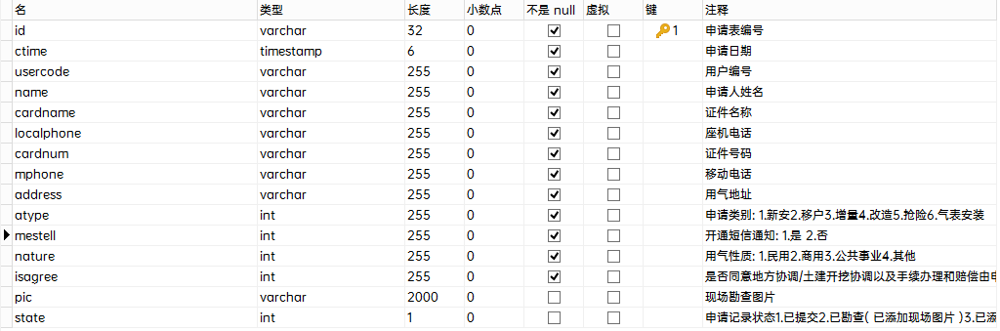 名 类型 长度 小数点 不是 null 虚拟 键 注释
id varchar 32 0 1 申请表编号
ctime timestamp 6 0 申请日期
usercode varchar 255 0 用户编号
name varchar 255 0 申请人姓名
cardname varchar 255 0 证件名称
localphone varchar 255 0 座机电话
cardnum varchar 255 0 证件号码
mphone varchar 255 0 移动电话
address varchar 255 0 用气地址
atype int 255 0 申请类别: 1.新安2.移户3.增量4.改造5.抢险6.气表安装
mestell int 255 0 开通短信通知: 1.是 2.否
nature int 255 0 用气性质: 1.民用2.商用3.公共事业4.其他
isagree int 255 0 是否同意地方协调/土建开挖协调以及手续办理和赔偿由
pic varchar 2000 0 现场勘查图片
state int 1 0 申请记录状态1.已提交2.已勘查( 已添加现场图片 )3.已添